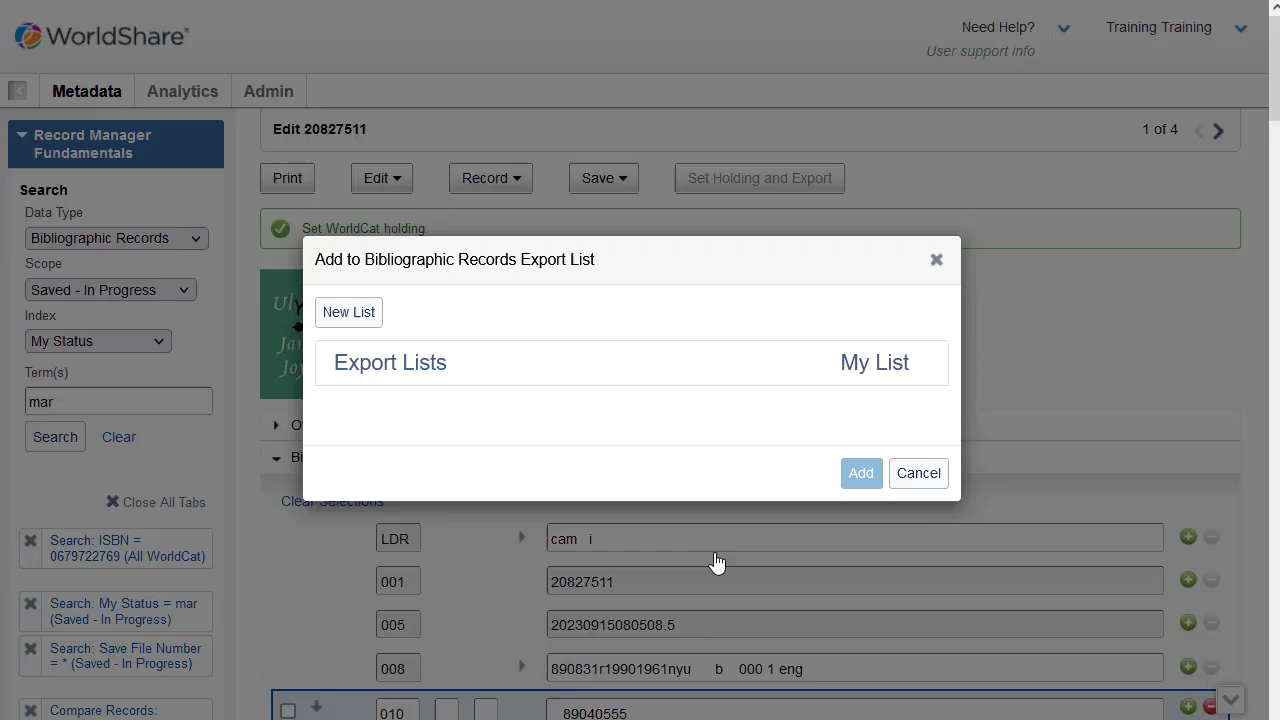 WorldShare®
Need Help?
Training Training
User support info
Metadata
Analytics
Admin
Record Manager
Fundamentals
Search
Data Type
Bibliographic Records
Scope
Saved - In Progress
Index
My Status
Term(s)
mar
Search
Clear
Close All Tabs
Search: ISBN =
0679722769 (All WorldCat)
Search: My Status = mar
(Saved - In Progress)
Search: Save File Number
= * (Saved - In Progress)
Compare Records:
Edit 20827511
1 of 4
Print
Edit
Record
Save
Set Holding and Export
Set WorldCat holding.
Add to Bibliographic Records Export List
New List
Export Lists
My List
Add
Cancel
Clear Selections
LDR
cam i
001
20827511
005
20230915080508.5
008
890831r19901961nyu b 000 1 eng
010
89040555